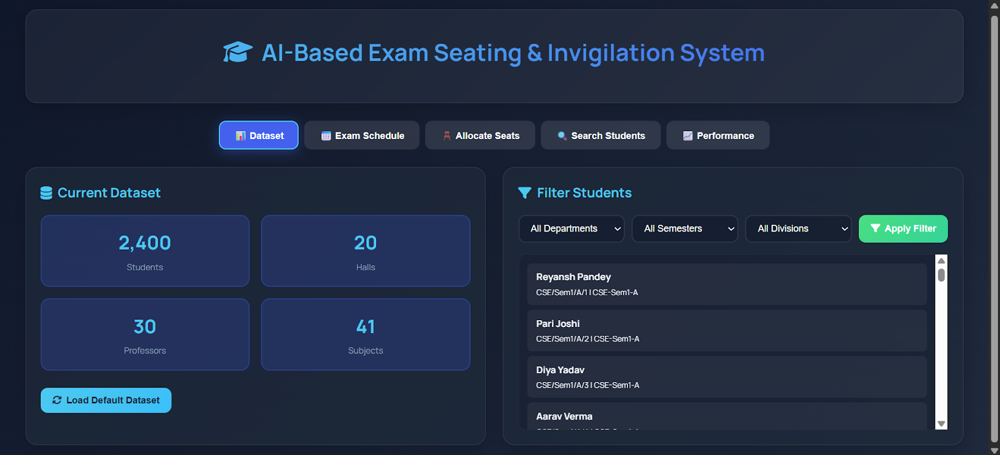 AI-Based Exam Seating & Invigilation System
Dataset
Exam Schedule
Allocate Seats
Search Students
Performance
Current Dataset
2,400
Students
20
Halls
30
Professors
41
Subjects
Load Default Dataset
Filter Students
All Departments
All Semesters
All Divisions
Apply Filter
Reyansh Pandey
CSE/Sem1/A/1 | CSE-Sem1-A
Pari Joshi
CSE/Sem1/A/2 | CSE-Sem1-A
Diya Yadav
CSE/Sem1/A/3 | CSE-Sem1-A
Aarav Verma